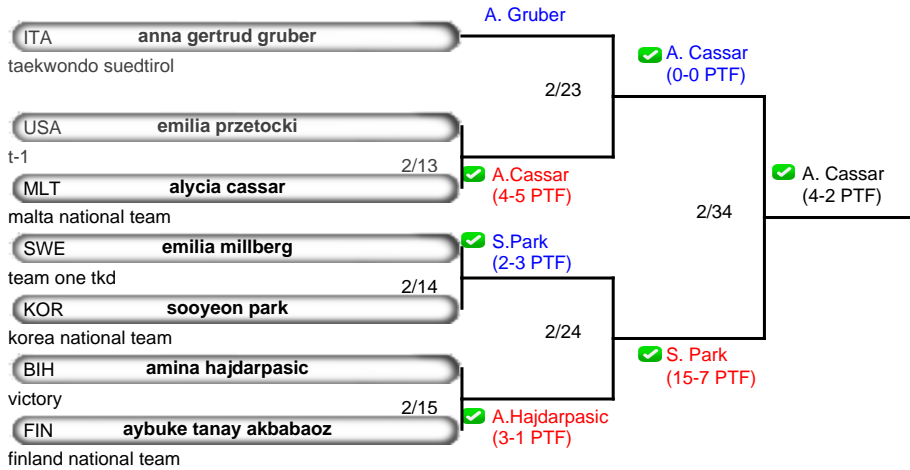 A. Gruber
ITA anna gertrud gruber
taekwondo suedtirol
A. Cassar
(0-0 PTF)
2/23
USA emilia przetocki
t-1
2/13
MLT alycia cassar
malta national team
A.Cassar
(4-5 PTF)
A. Cassar
(4-2 PTF)
2/34
SWE emilia millberg
team one tkd
S.Park
(2-3 PTF)
2/14
KOR sooyeon park
korea national team
2/24
S. Park
(15-7 PTF)
BIH amina hajdarpasic
victory
2/15
FIN aybuke tanay akbabaoz
finland national team
A.Hajdarpasic
(3-1 PTF)